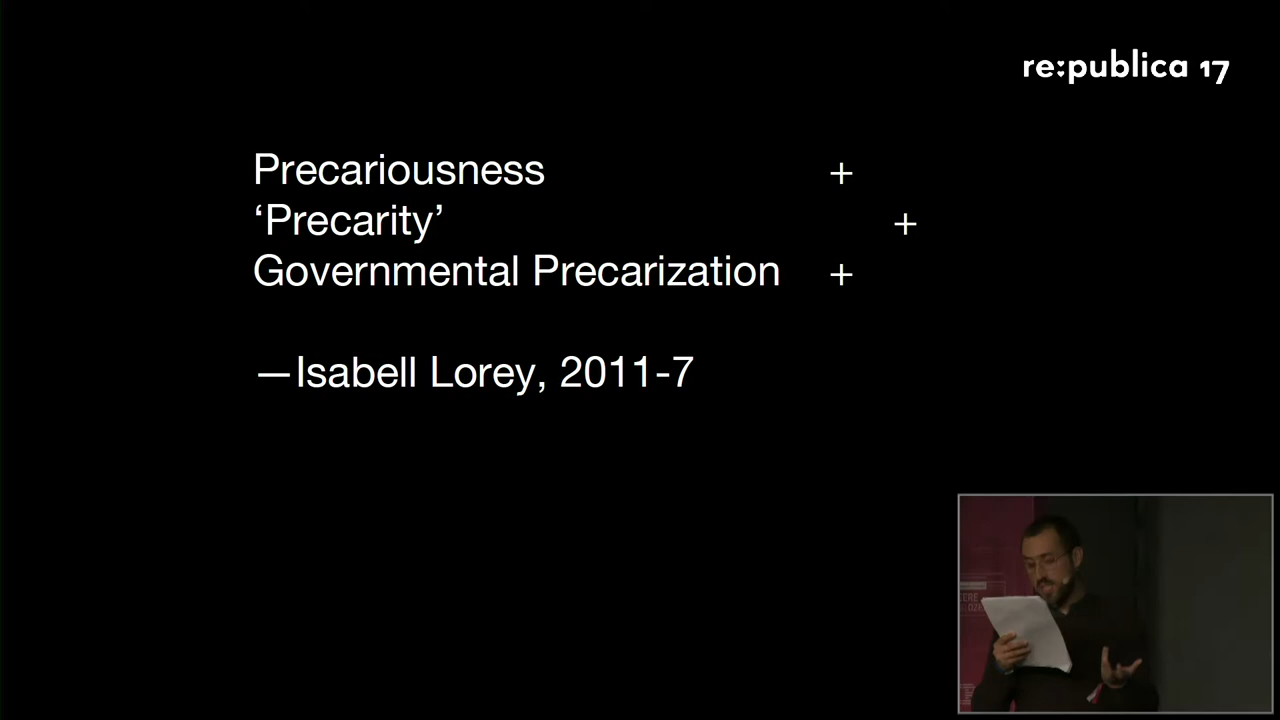 re:publica 17
Precariousness +
‘Precarity’ +
Governmental Precarization +
—Isabell Lorey, 2011-7